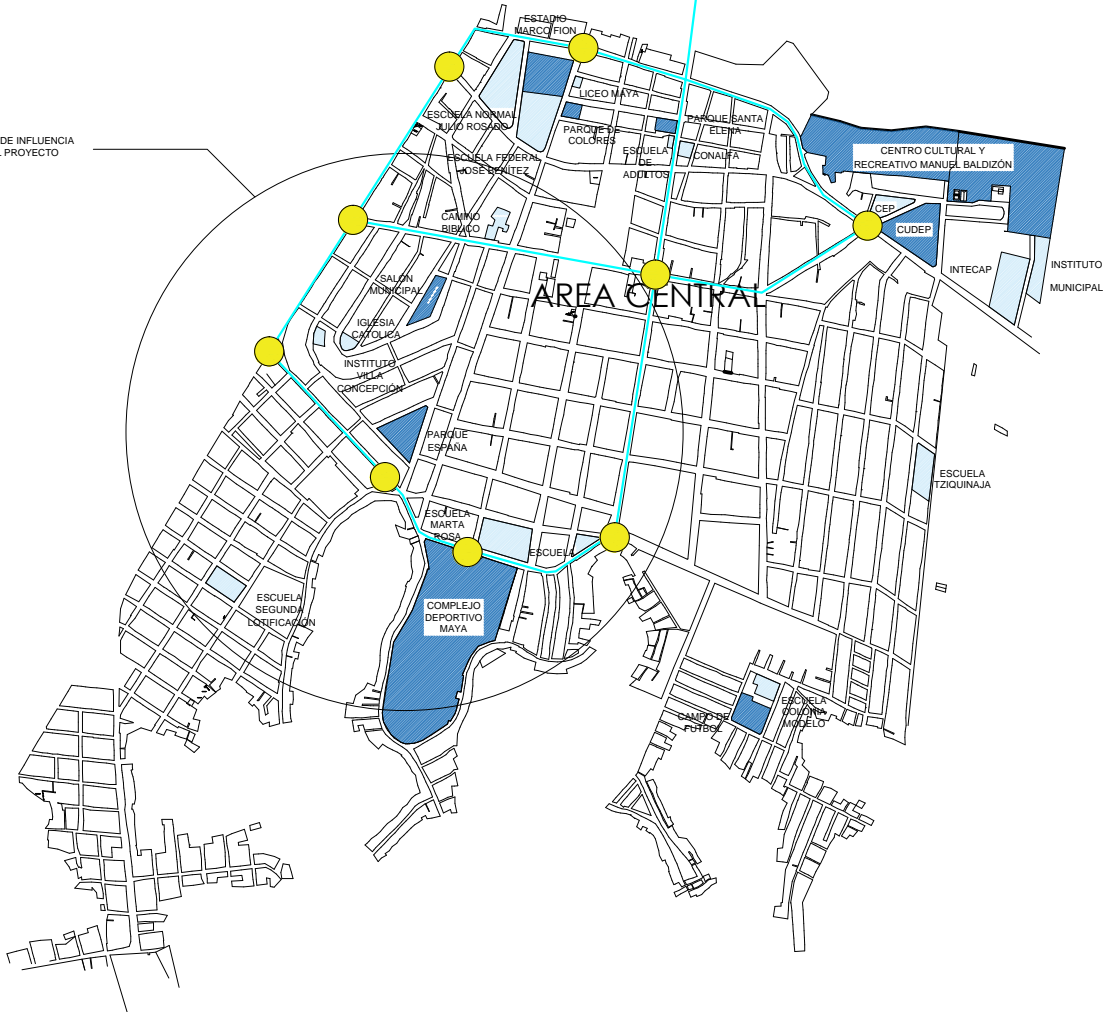 ESTADIO
MARCO FION
LICEO MAYA
ESCUELA NORMAL
JULIO ROSADO
PARQUE DE
COLORES
PARQUE SANTA
ELENA
DE INFLUENCIA
PROYECTO
ESCUELA
DE
ADULTOS
CONALFA
CENTRO CULTURAL Y
RECREATIVO MANUEL BALDIZÓN
ESCUELA FEDERAL
JOSE BENITEZ
CAMINO
BIBLICO
CEP
CUDEP
INTECAP
INSTITUTO
MUNICIPAL
SALON
MUNICIPAL
AREA CENTRAL
IGLESIA
CATOLICA
INSTITUTO
VILLA
CONCEPCIÓN
PARQUE
ESPAÑA
ESCUELA
TZIQUINAJA
ESCUELA
MARTA
ROSA
ESCUELA
ESCUELA
SEGUNDA
LOTIFICACIÓN
COMPLEJO
DEPORTIVO
MAYA
CAMPO DE
FUTBOL
ESCUELA
COLONIA
MODELO